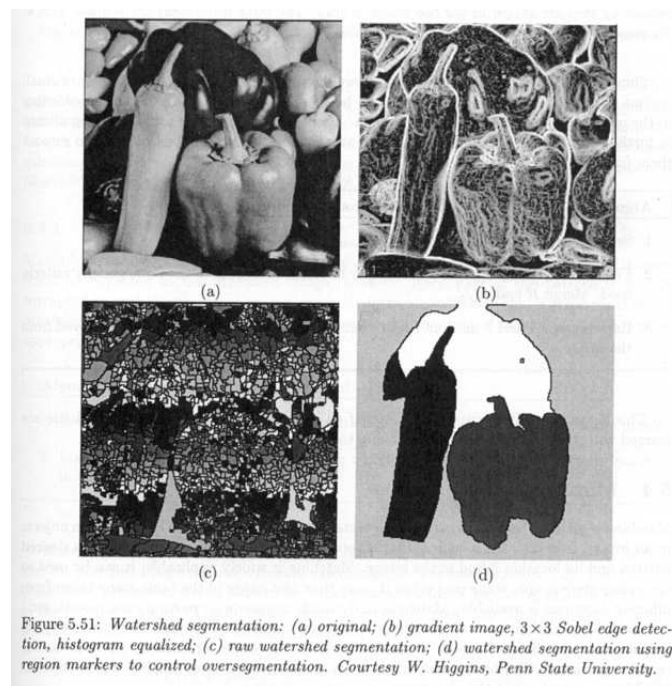 (a)
(b)
(c)
(d)
Figure 5.51: Watershed segmentation: (a) original; (b) gradient image, 3×3 Sobel edge detec-
tion, histogram equalized; (c) raw watershed segmentation; (d) watershed segmentation using
region markers to control oversegmentation. Courtesy W. Higgins, Penn State University.